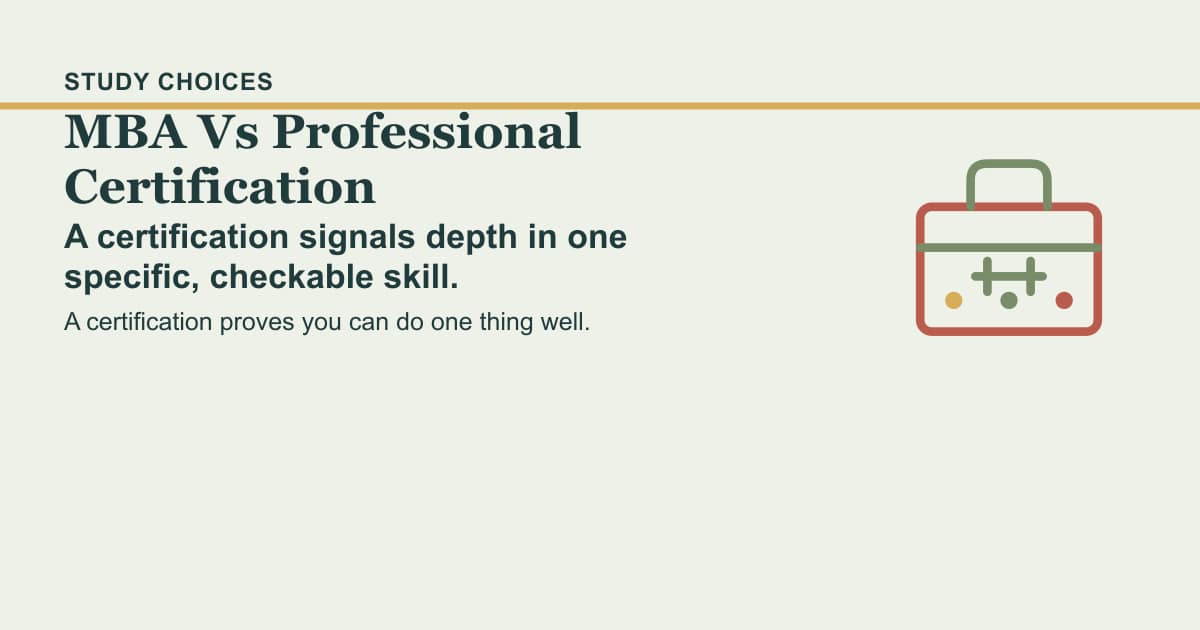 STUDY CHOICES
MBA Vs Professional
Certification
A certification signals depth in one
specific, checkable skill.
A certification proves you can do one thing well.